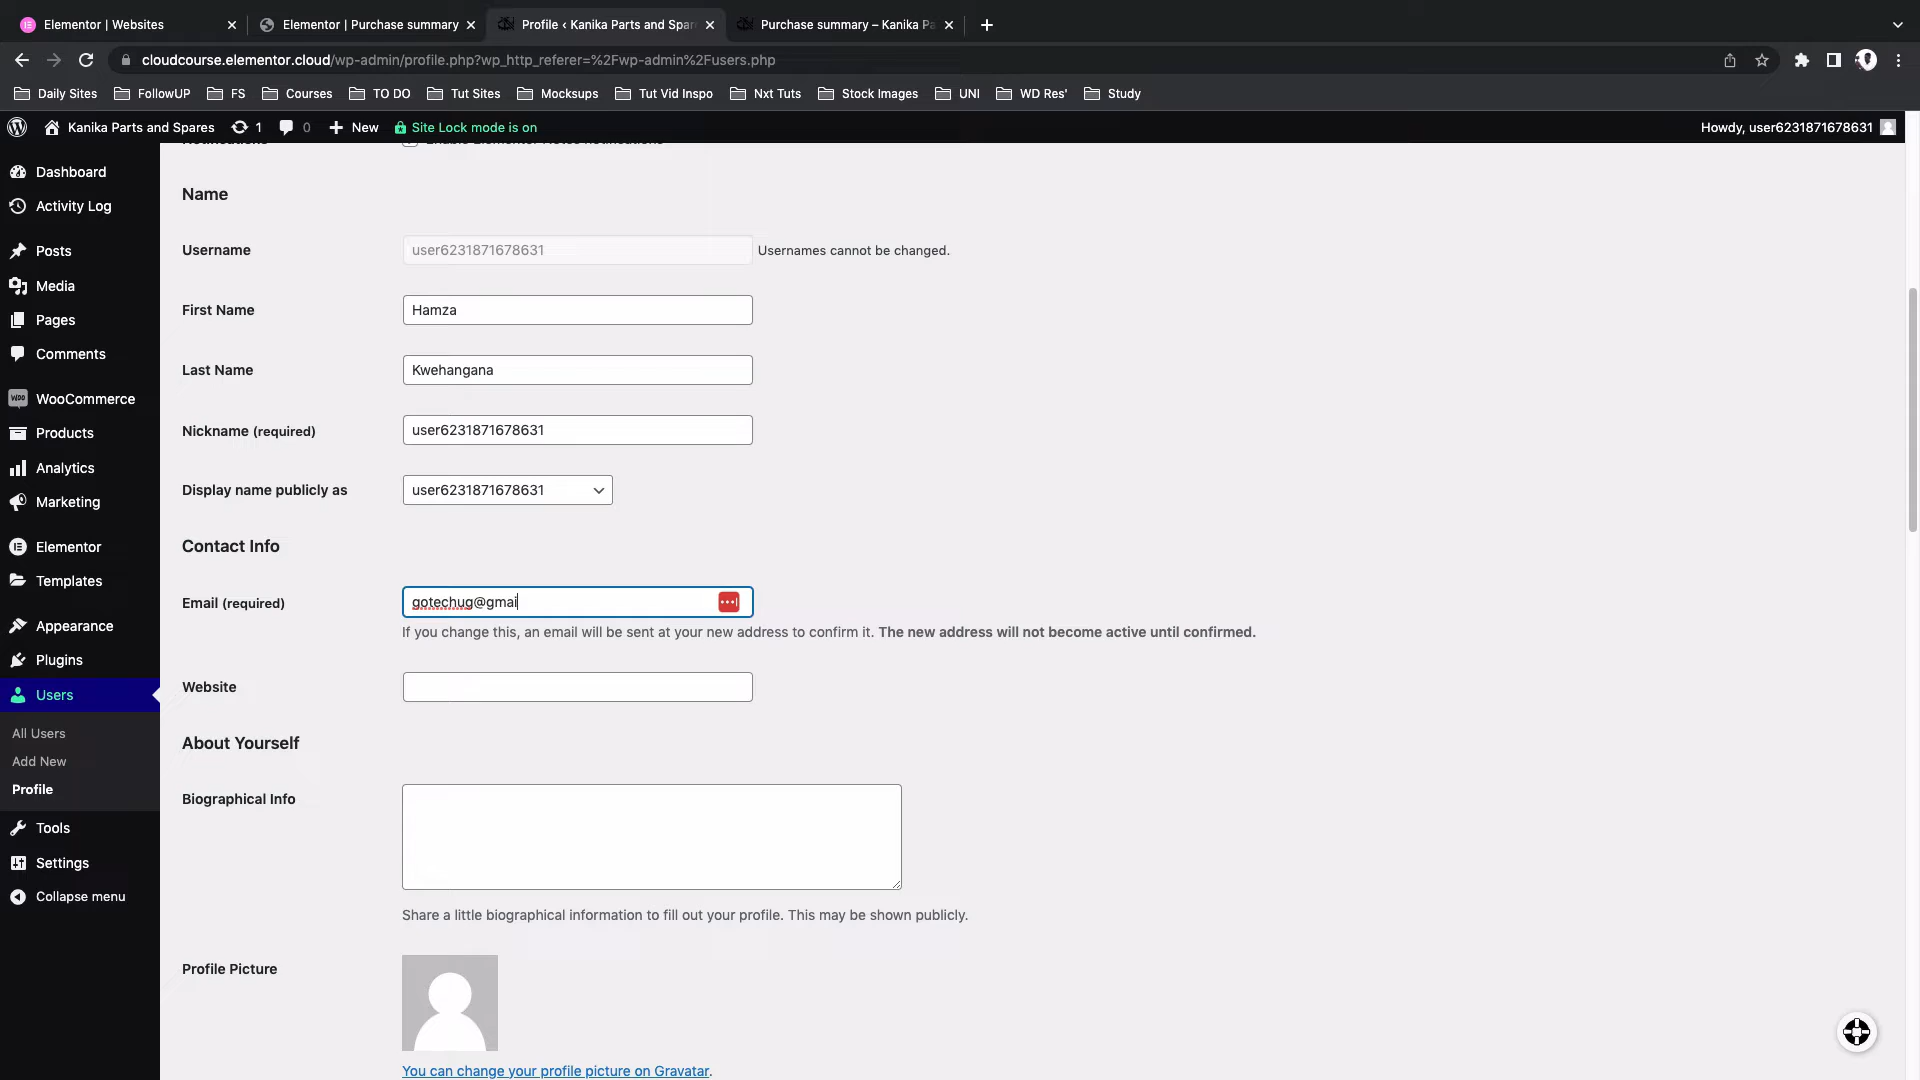 Elementor | Websites
Elementor | Purchase summary
Profile ‹ Kanika Parts and Spar
Purchase summary – Kanika Pa
cloudcourse.elementor.cloud/wp-admin/profile.php?wp_http_referer=%2Fwp-admin%2Fusers.php
Daily Sites
FollowUP
FS
Courses
TO DO
Tut Sites
Mocksups
Tut Vid Inspo
Nxt Tuts
Stock Images
UNI
WD Res'
Study
Kanika Parts and Spares
1
0
New
Site Lock mode is on
Howdy, user6231871678631
Dashboard
Activity Log
Posts
Media
Pages
Comments
WooCommerce
Products
Analytics
Marketing
Elementor
Templates
Appearance
Plugins
Users
All Users
Add New
Profile
Tools
Settings
Collapse menu
Notifications Enable Elementor Notes notifications
Name
Username user6231871678631 Usernames cannot be changed.
First Name Hamza
Last Name Kwehangana
Nickname (required) user6231871678631
Display name publicly as user6231871678631
Contact Info
Email (required) gotechug@gmai
If you change this, an email will be sent at your new address to confirm it. The new address will not become active until confirmed.
Website
About Yourself
Biographical Info
Share a little biographical information to fill out your profile. This may be shown publicly.
Profile Picture
You can change your profile picture on Gravatar.